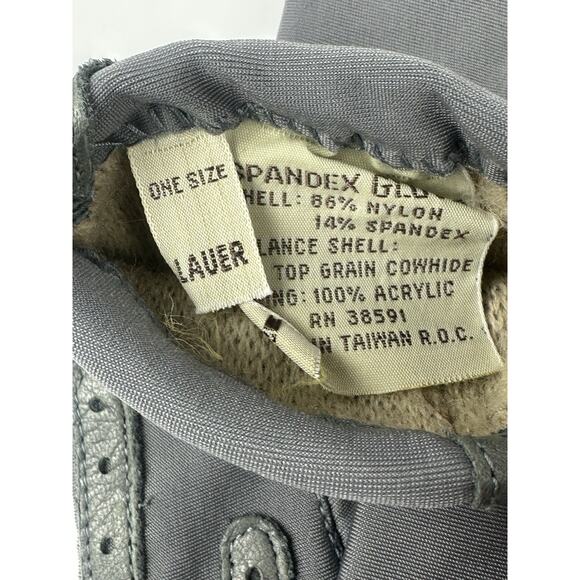 ONE SIZE
LAUER
SPANDEX GLO
HELL: 86% NYLON
14% SPANDEX
LANCE SHELL:
TOP GRAIN COWHIDE
NG: 100% ACRYLIC
RN 38591
IN TAIWAN R.O.C.